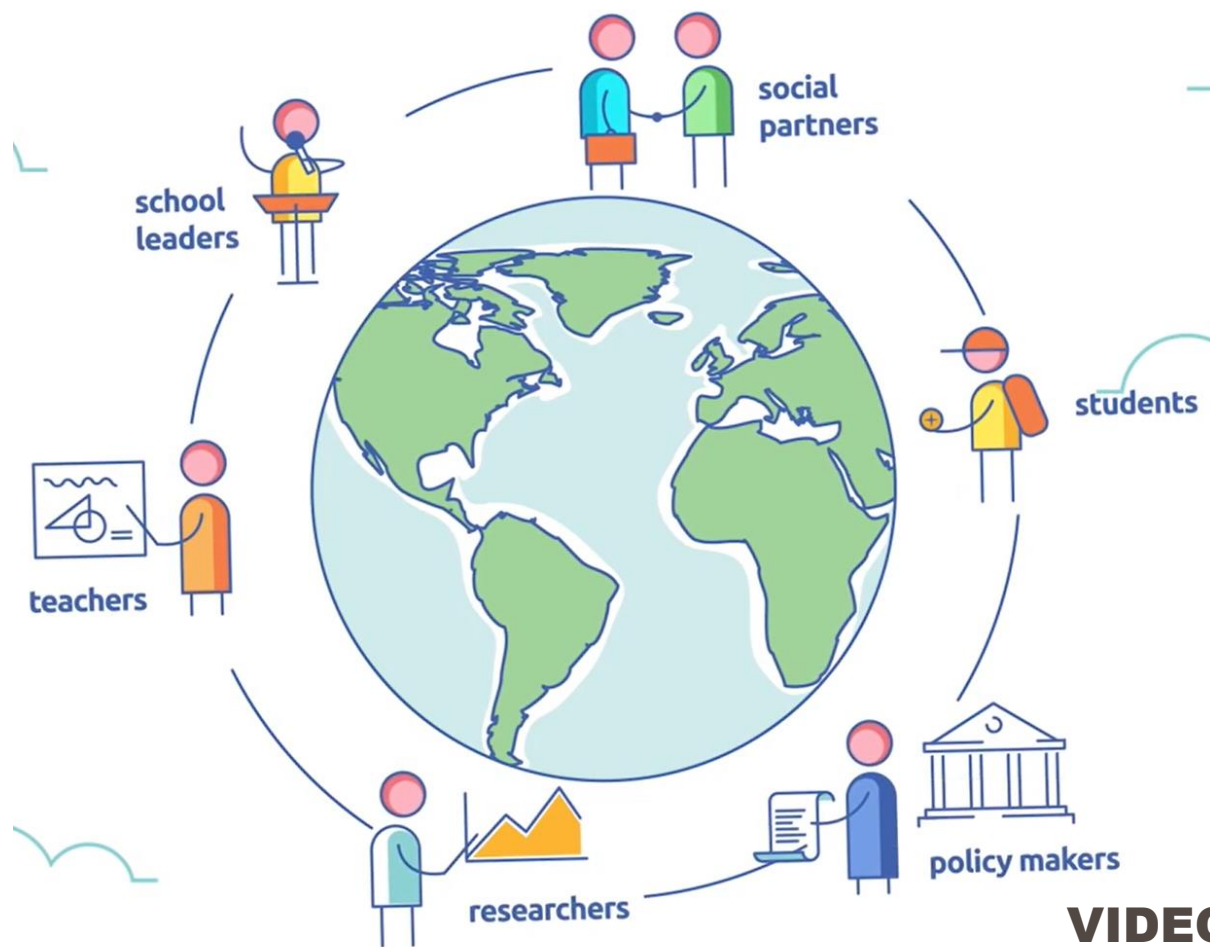 social
partners
school
leaders
students
teachers
policy makers
researchers